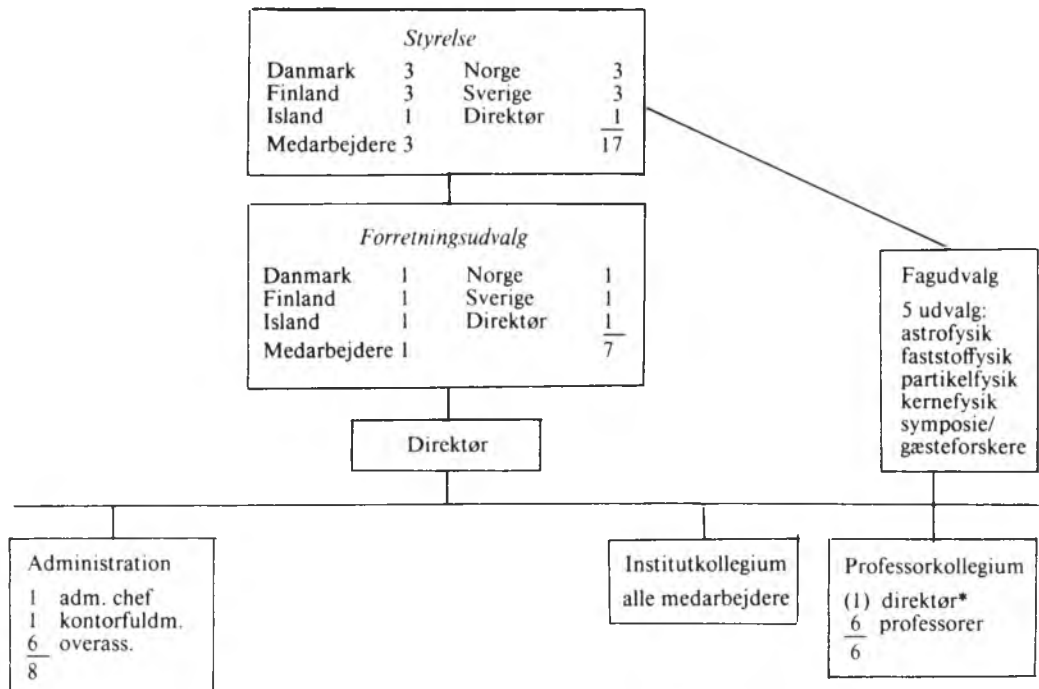 Styrelse
Danmark 3 Norge 3
Finland 3 Sverige 3
Island 1 Direktør 1
Medarbejdere 3 17
Forretningsudvalg
Danmark 1 Norge 1
Finland 1 Sverige 1
Island 1 Direktør 1
Medarbejdere 1 7
Fagudvalg
5 udvalg:
astrofysik
faststoffysik
partikelfysik
kernefysik
symposie/
gæsteforskere
Direktør
Administration
1 adm. chef
1 kontorfuldm.
6 overass.
8
Institutkollegium
alle medarbejdere
Professorkollegium
(1) direktør*
6 professorer
6